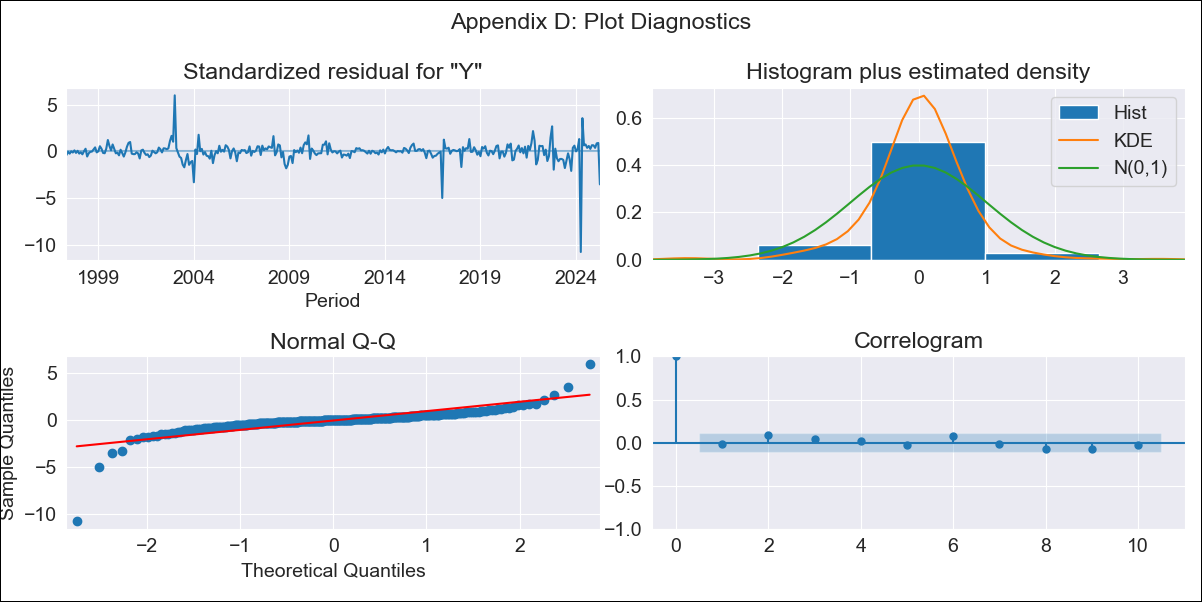 Appendix D: Plot Diagnostics
Standardized residual for "Y"
5
0
−5
−10
1999 2004 2009 2014 2019 2024
Period
Histogram plus estimated density
Hist
KDE
N(0,1)
0.6
0.4
0.2
0.0
−3 −2 −1 0 1 2 3
Normal Q-Q
Sample Quantiles
5
0
−5
−10
−2 −1 0 1 2
Theoretical Quantiles
Correlogram
1.0
0.5
0.0
−0.5
−1.0
0 2 4 6 8 10